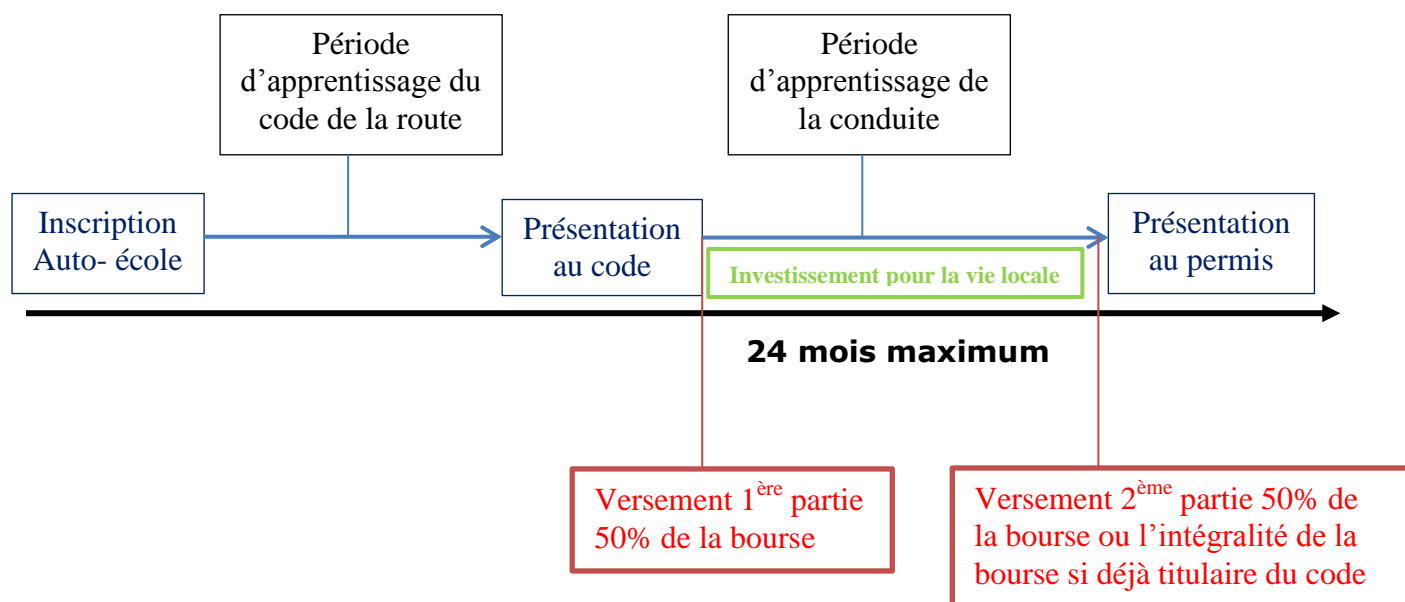 Période
d’apprentissage du
code de la route
Période
d’apprentissage de
la conduite
Inscription
Auto- école
Présentation
au code
Présentation
au permis
Investissement pour la vie locale
24 mois maximum
Versement 1ère partie
50% de la bourse
Versement 2ème partie 50% de
la bourse ou l’intégralité de la
bourse si déjà titulaire du code